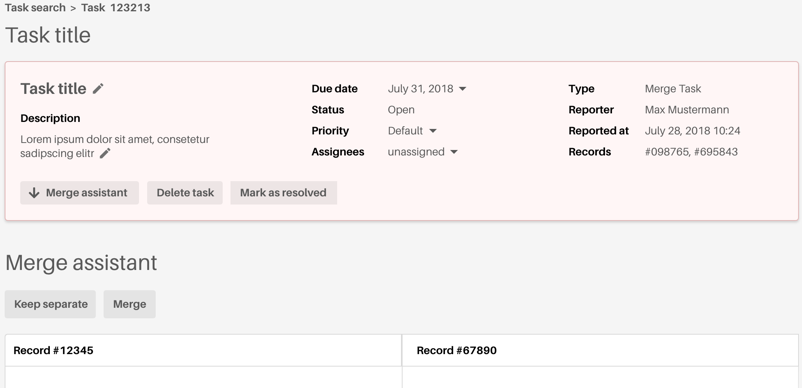 Task search > Task 123213
Task title
Task title
Description
Lorem ipsum dolor sit amet, consetetur
sadipscing elitr
Due date July 31, 2018
Status Open
Priority Default
Assignees unassigned
Type Merge Task
Reporter Max Mustermann
Reported at July 28, 2018 10:24
Records #098765, #695843
Merge assistant Delete task Mark as resolved
Merge assistant
Keep separate Merge
Record #12345 Record #67890